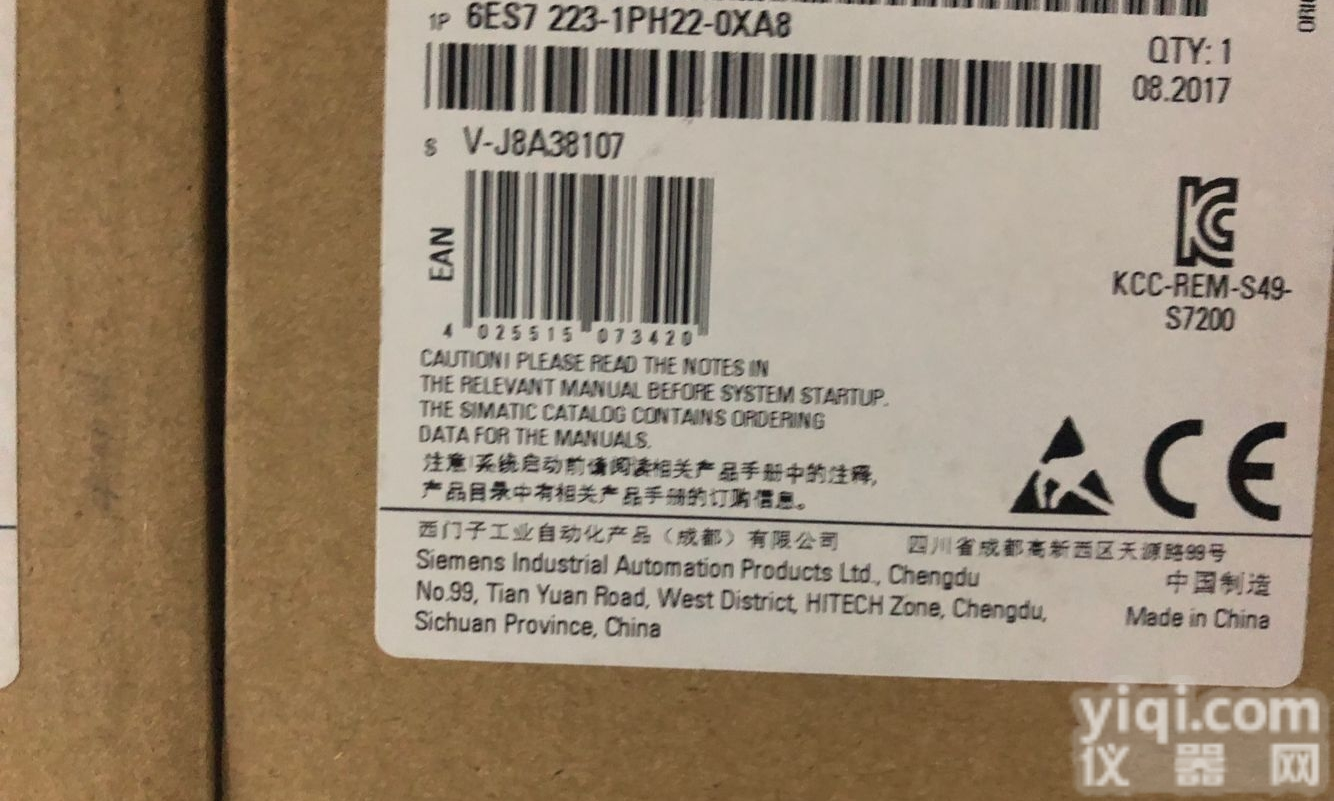 1P 6ES7 223-1PH22-0XA8
QTY: 1
08.2017
S V-J8A38107
EAN
4 025515 073420
KCC-REM-S49-
S7200
CAUTION! PLEASE READ THE NOTES IN
THE RELEVANT MANUAL BEFORE SYSTEM STARTUP.
THE SIMATIC CATALOG CONTAINS ORDERING
DATA FOR THE MANUALS.
注意!系统启动前请阅读相关产品手册中的注释,
产品目录中有相关产品手册的订购信息。
CE
西门子工业自动化产品(成都)有限公司 四川省成都高新西区天源路99号
Siemens Industrial Automation Products Ltd., Chengdu
No.99, Tian Yuan Road, West District, HITECH Zone, Chengdu,
Sichuan Province, China
中国制造
Made in China
yiqi.com
仪器网